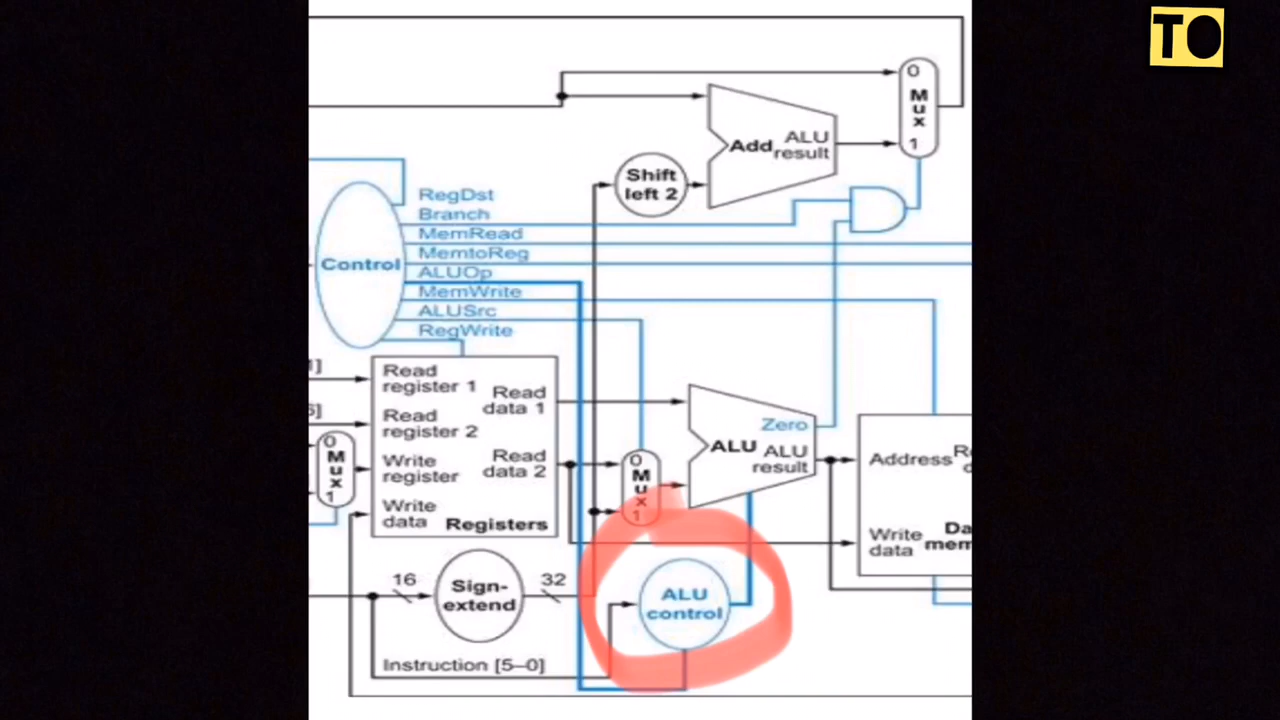 TO
0
Mux
1
Add
ALU
result
Shift
left 2
RegDst
Branch
MemRead
MemtoReg
ALUOp
MemWrite
ALUSrc
RegWrite
Control
Read
register 1
Read
register 2
Write
register
Write
data
Read
data 1
Read
data 2
Registers
0
Mux
1
0
Mux
1
Zero
ALU
ALU
result
Address
Write
data
16
Sign-
extend
32
ALU
control
Instruction [5–0]